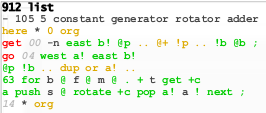 912 list
- 105 5 constant generator rotator adder
here * 0 org
get 00 -n east b! @p .. @+ !p .. !b @b ;
go 04 west a! east b!
@p !b .. dup or a! ..
63 for b @ f @ m @ . + t get +c
a push s @ rotate +c pop a! a ! next ;
14 * org